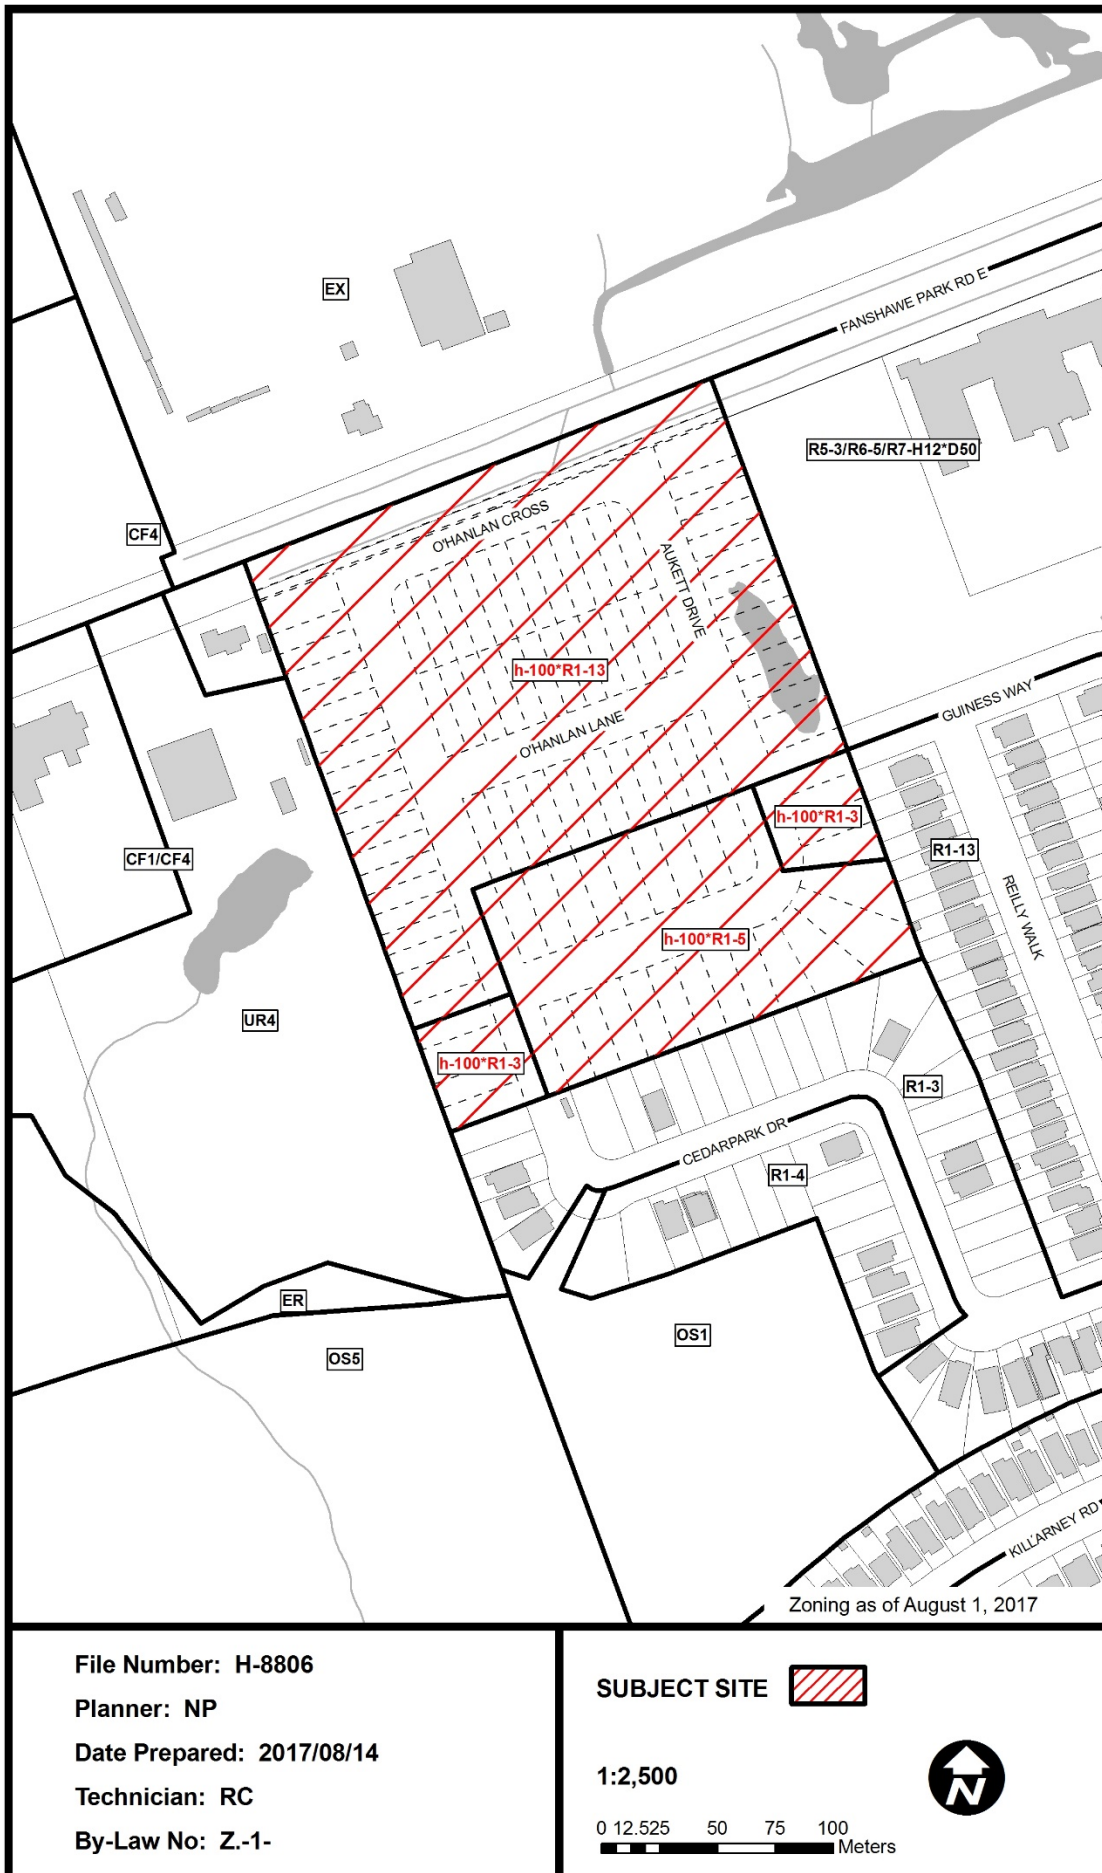 EX
FANSHAWE PARK RD E
R5-3/R6-5/R7-H12*D50
CF4
O'HANLAN CROSS
AUKETT DRIVE
h-100*R1-13
GUINESS WAY
O'HANLAN LANE
h-100*R1-3
CF1/CF4
R1-13
REILLY WALK
h-100*R1-5
UR4
h-100*R1-3
R1-3
CEDARPARK DR
R1-4
ER
OS1
OS5
KILLARNEY RD
Zoning as of August 1, 2017
File Number: H-8806
Planner: NP
Date Prepared: 2017/08/14
Technician: RC
By-Law No: Z.-1-
SUBJECT SITE
1:2,500
N
0 12.525 50 75 100
Meters